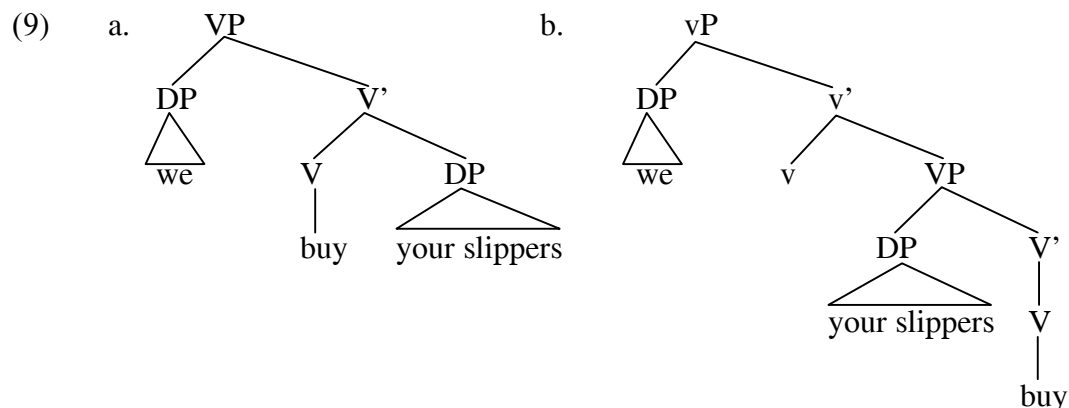 (9) a. VP b. vP
DP V’ DP v’
we V DP we v VP
buy your slippers DP V’
your slippers V
buy